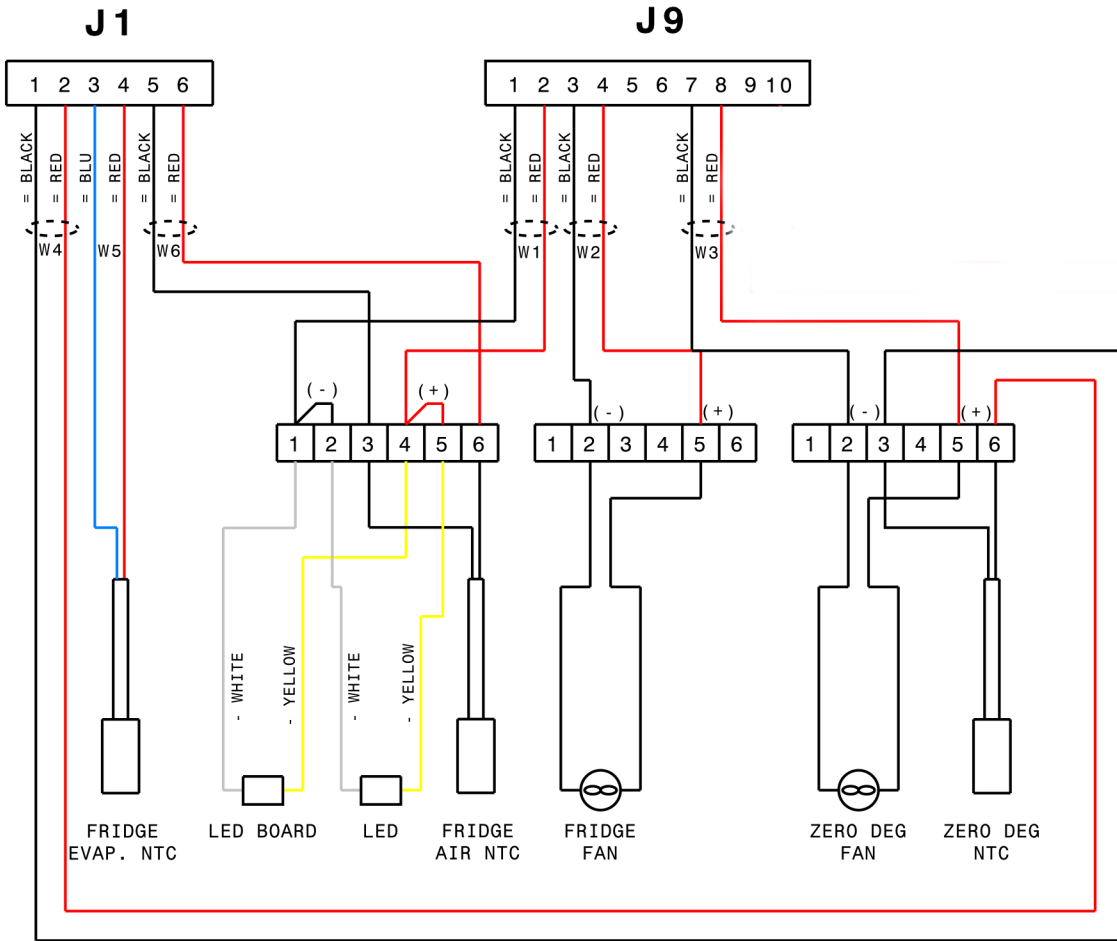 J1
J9
1 2 3 4 5 6
1 2 3 4 5 6 7 8 9 10
= BLACK
= RED
= BLU
= RED
= BLACK
= RED
= BLACK
= RED
= BLACK
= RED
= BLACK
= RED
W4
W5
W6
W1
W2
W3
(-)
(+)
(-)
(+)
(-)
(+)
1 2 3 4 5 6
1 2 3 4 5 6
1 2 3 4 5 6
- WHITE
- YELLOW
- WHITE
- YELLOW
FRIDGE
EVAP. NTC
LED BOARD
LED
FRIDGE
AIR NTC
FRIDGE
FAN
ZERO DEG
FAN
ZERO DEG
NTC